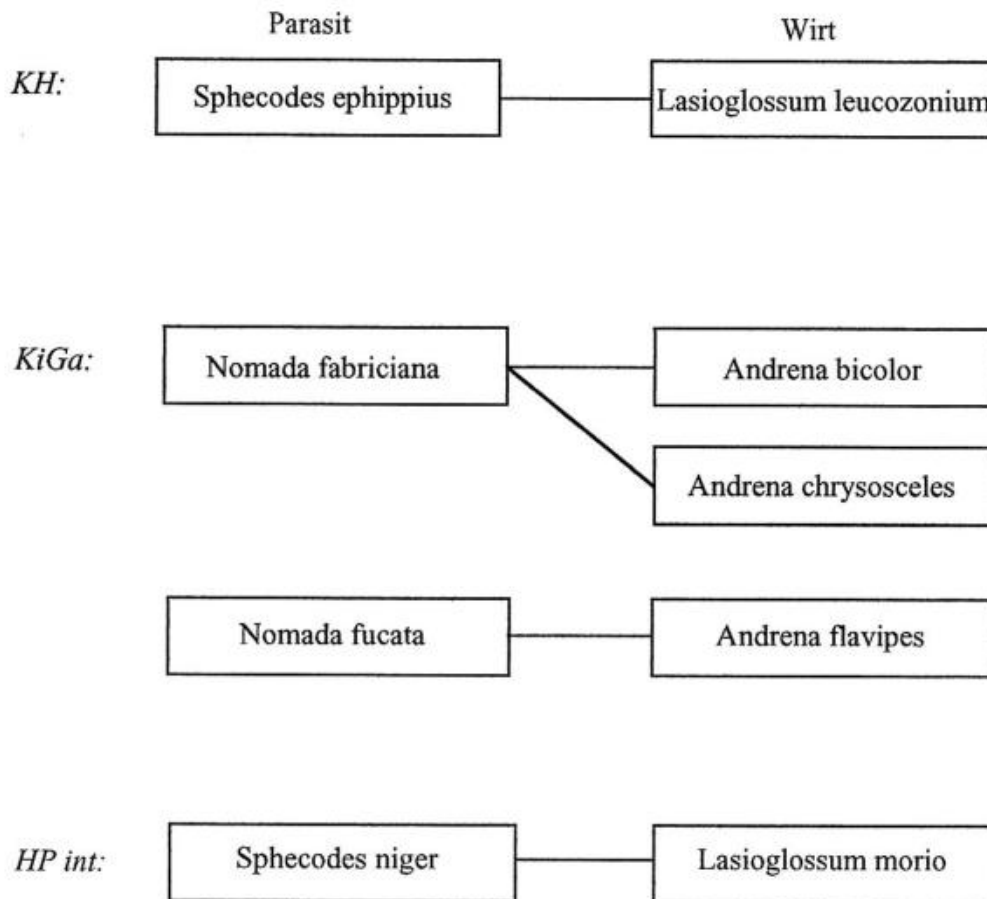 Parasit Wirt
KH: Sphecodes ephippius Lasioglossum leucozonium
KiGa: Nomada fabriciana Andrena bicolor
Andrena chrysosceles
Nomada fucata Andrena flavipes
HP int: Sphecodes niger Lasioglossum morio